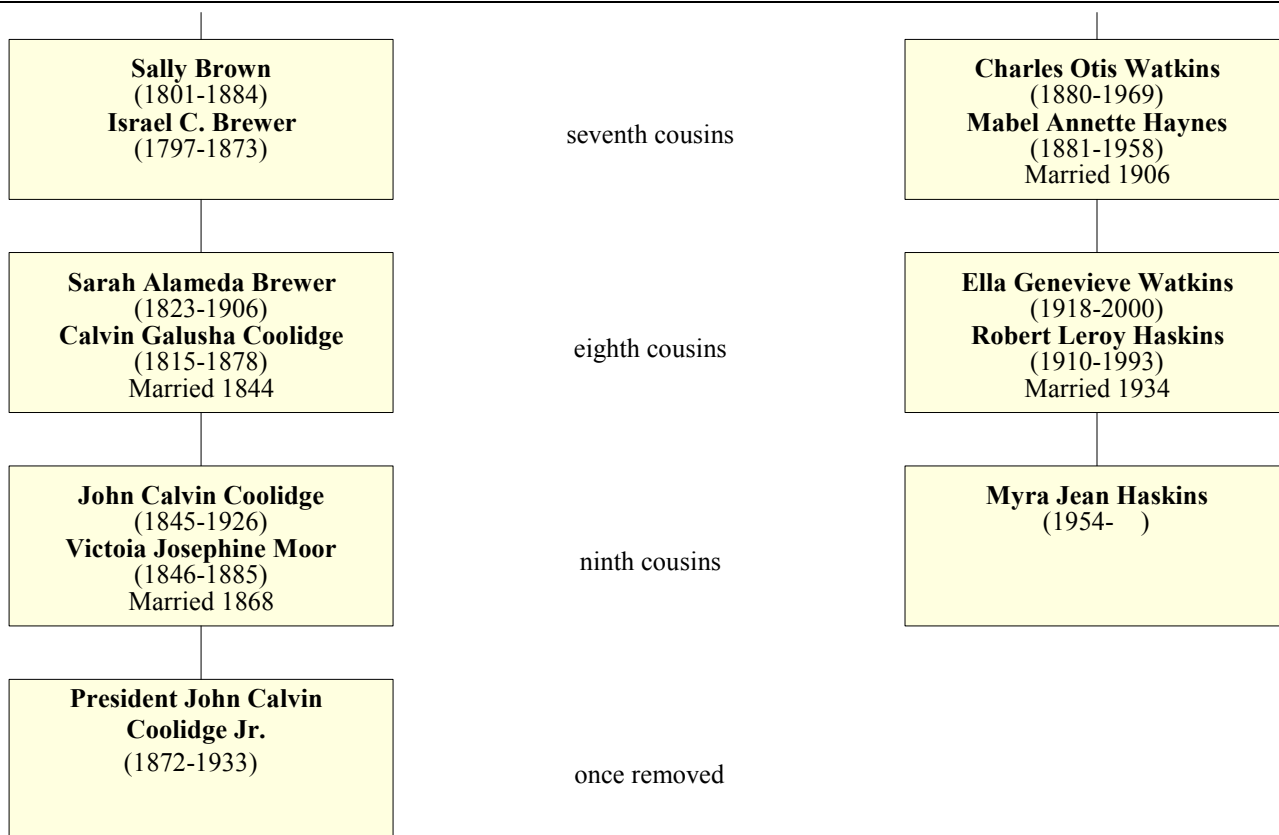 Sally Brown
(1801-1884)
Israel C. Brewer
(1797-1873)
seventh cousins
Charles Otis Watkins
(1880-1969)
Mabel Annette Haynes
(1881-1958)
Married 1906
Sarah Alameda Brewer
(1823-1906)
Calvin Galusha Coolidge
(1815-1878)
Married 1844
eighth cousins
Ella Genevieve Watkins
(1918-2000)
Robert Leroy Haskins
(1910-1993)
Married 1934
John Calvin Coolidge
(1845-1926)
Victoia Josephine Moor
(1846-1885)
Married 1868
ninth cousins
Myra Jean Haskins
(1954- )
President John Calvin
Coolidge Jr.
(1872-1933)
once removed